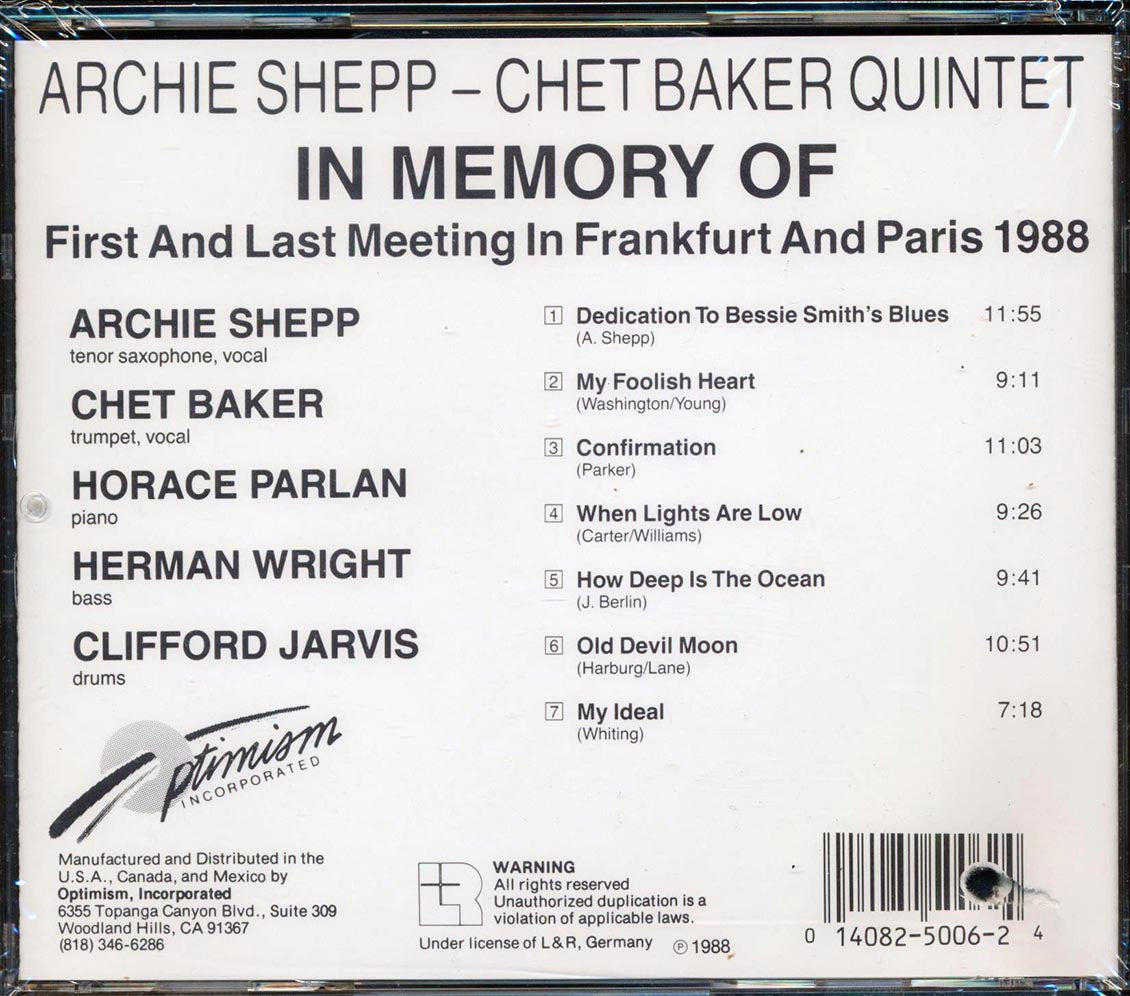 ARCHIE SHEPP – CHET BAKER QUINTET
IN MEMORY OF
First And Last Meeting In Frankfurt And Paris 1988
ARCHIE SHEPP
tenor saxophone, vocal
CHET BAKER
trumpet, vocal
HORACE PARLAN
piano
HERMAN WRIGHT
bass
CLIFFORD JARVIS
drums
1 Dedication To Bessie Smith's Blues 11:55
(A. Shepp)
2 My Foolish Heart 9:11
(Washington/Young)
3 Confirmation 11:03
(Parker)
4 When Lights Are Low 9:26
(Carter/Williams)
5 How Deep Is The Ocean 9:41
(J. Berlin)
6 Old Devil Moon 10:51
(Harburg/Lane)
7 My Ideal 7:18
(Whiting)
Optimism
INCORPORATED
Manufactured and Distributed in the
U.S.A., Canada, and Mexico by
Optimism, Incorporated
6355 Topanga Canyon Blvd., Suite 309
Woodland Hills, CA 91367
(818) 346-6286
L+R
WARNING
All rights reserved
Unauthorized duplication is a
violation of applicable laws.
Under license of L&R, Germany ℗ 1988
0 14082-5006-2 4